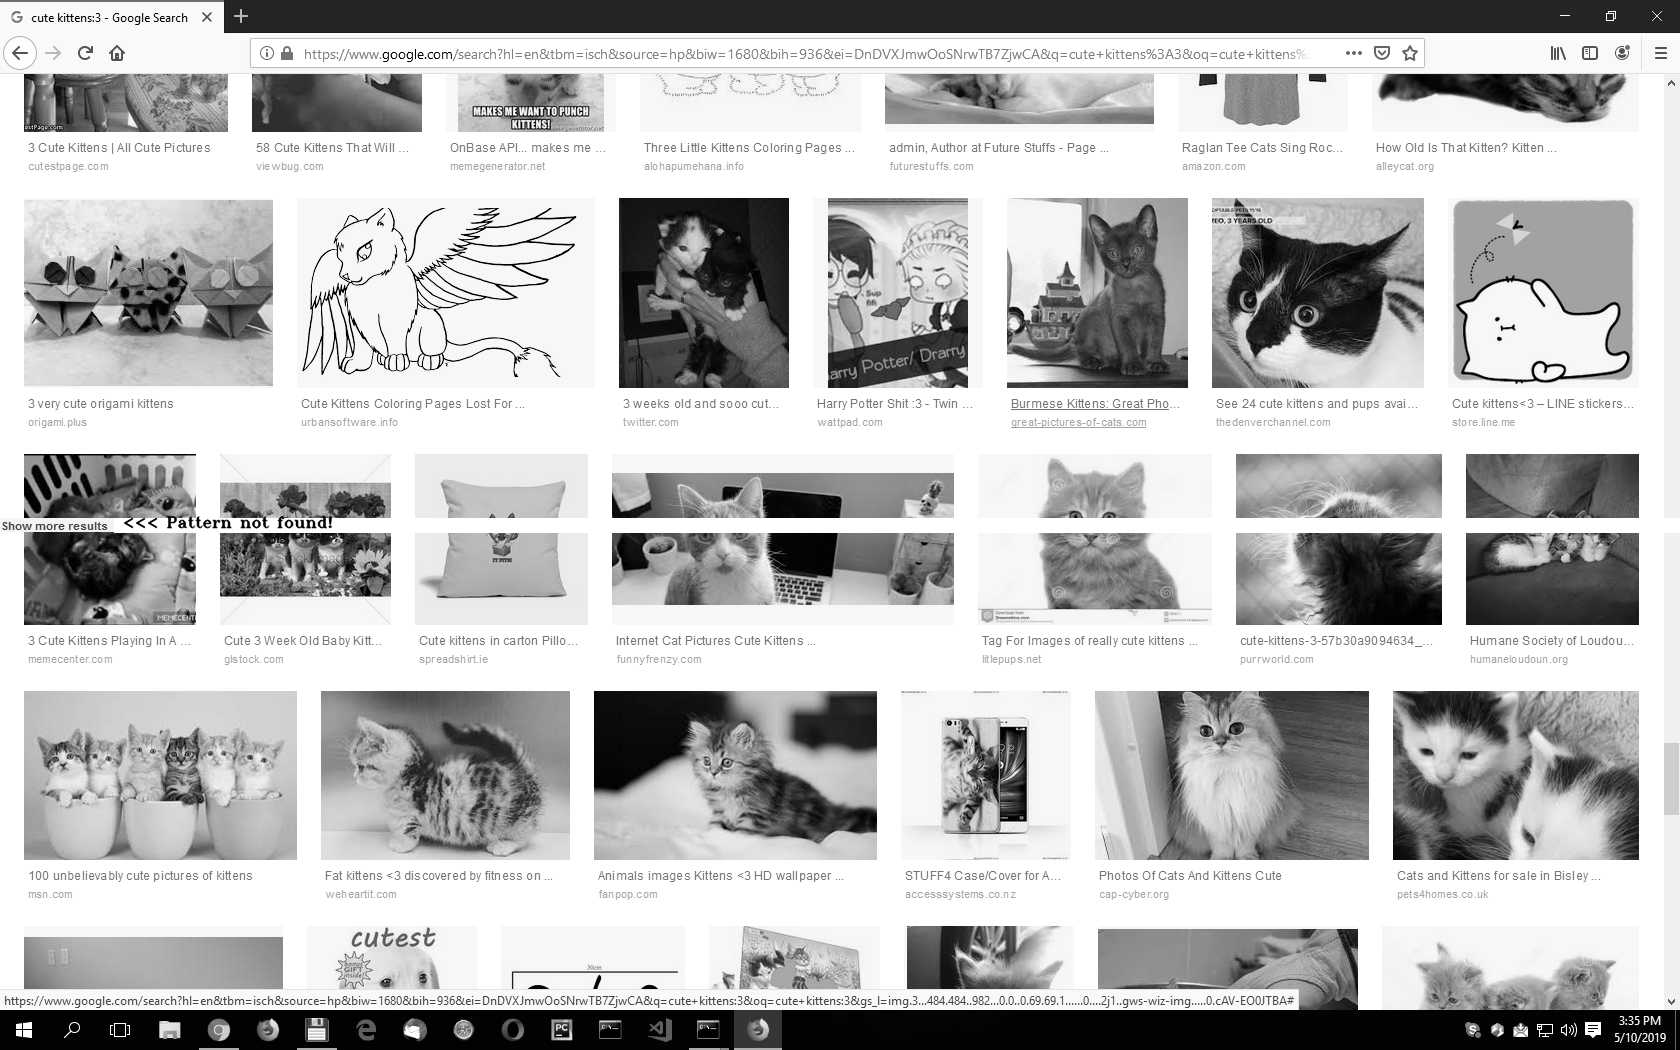 cute kittens:3 - Google Search
https://www.google.com/search?hl=en&tbm=isch&source=hp&biw=1680&bih=936&ei=DnDVXJmwOoSNrwTB7ZjwCA&q=cute+kittens%3A3&oq=cute+kittens%
MAKES ME WANT TO PUNCH
KITTENS!
3 Cute Kittens | All Cute Pictures
cutestpage.com
58 Cute Kittens That Will ...
viewbug.com
OnBase API... makes me ...
memegenerator.net
Three Little Kittens Coloring Pages ...
alohapumehana.info
admin, Author at Future Stuffs - Page ...
futurestuffs.com
Raglan Tee Cats Sing Roc...
amazon.com
How Old Is That Kitten? Kitten ...
alleycat.org
Sup
arry Potter/ Drarry
3 YEARS OLD
3 very cute origami kittens
origami.plus
Cute Kittens Coloring Pages Lost For ...
urbansoftware.info
3 weeks old and sooo cut...
twitter.com
Harry Potter Shit :3 - Twin ...
wattpad.com
Burmese Kittens: Great Pho...
great-pictures-of-cats.com
See 24 cute kittens and pups avai...
thedenverchannel.com
Cute kittens<3 – LINE stickers...
store.line.me
Show more results
<<< Pattern not found!
3 Cute Kittens Playing In A ...
memecenter.com
Cute 3 Week Old Baby Kitt...
glstock.com
Cute kittens in carton Pillo...
spreadshirt.ie
Internet Cat Pictures Cute Kittens ...
funnyfrenzy.com
Tag For Images of really cute kittens ...
litlepups.net
cute-kittens-3-57b30a9094634_...
purrworld.com
Humane Society of Loudou...
humaneloudoun.org
100 unbelievably cute pictures of kittens
msn.com
Fat kittens <3 discovered by fitness on ...
weheartit.com
Animals images Kittens <3 HD wallpaper ...
fanpop.com
STUFF4 Case/Cover for A...
accesssystems.co.nz
Photos Of Cats And Kittens Cute
cap-cyber.org
Cats and Kittens for sale in Bisley ...
pets4homes.co.uk
cutest
GIFT
inside!
https://www.google.com/search?hl=en&tbm=isch&source=hp&biw=1680&bih=936&ei=DnDVXJmwOoSNrwTB7ZjwCA&q=cute+kittens:3&oq=cute+kittens:3&gs_l=img.3...484.484..982...0.0..0.69.69.1......0....2j1..gws-wiz-img.....0.cAV-EO0JTBA#
PC
3:35 PM
5/10/2019